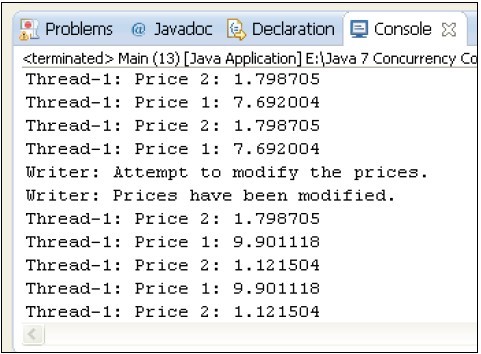 Problems @ Javadoc Declaration Console
<terminated> Main (13) [Java Application] E:\Java 7 Concurrency Co
Thread-1: Price 2: 1.798705
Thread-1: Price 1: 7.692004
Thread-1: Price 2: 1.798705
Thread-1: Price 1: 7.692004
Writer: Attempt to modify the prices.
Writer: Prices have been modified.
Thread-1: Price 2: 1.798705
Thread-1: Price 1: 9.901118
Thread-1: Price 2: 1.121504
Thread-1: Price 1: 9.901118
Thread-1: Price 2: 1.121504